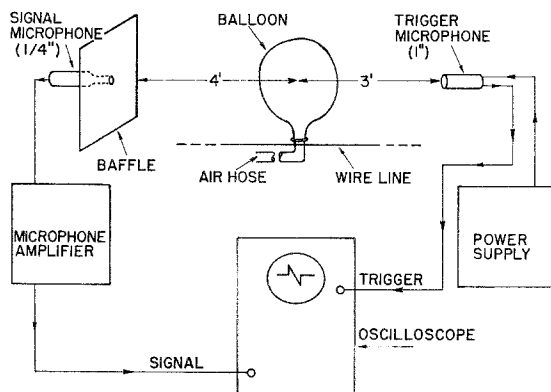 SIGNAL
MICROPHONE
(1/4")
BALLOON
TRIGGER
MICROPHONE
(1")
4'
3'
BAFFLE
AIR HOSE
WIRE LINE
MICROPHONE
AMPLIFIER
POWER
SUPPLY
TRIGGER
OSCILLOSCOPE
SIGNAL